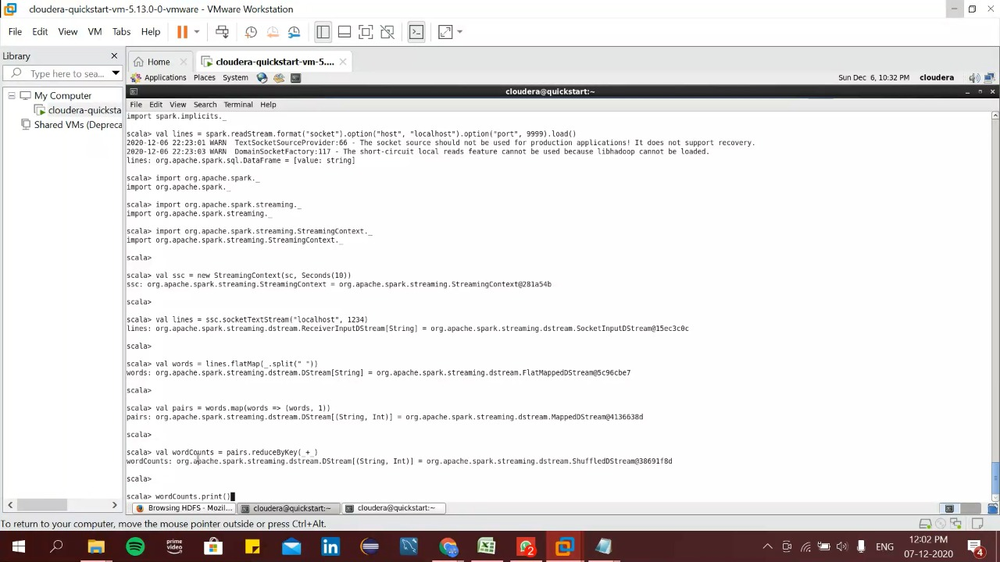 cloudera-quickstart-vm-5.13.0-0-vmware - VMware Workstation
File Edit View VM Tabs Help
Library
Type here to sea...
My Computer
cloudera-quicksta
Shared VMs (Depreca
Home
cloudera-quickstart-vm-5....
Applications Places System
Sun Dec 6, 10:32 PM cloudera
cloudera@quickstart:~
File Edit View Search Terminal Help
import spark.implicits._
scala> val lines = spark.readStream.format("socket").option("host", "localhost").option("port", 9999).load()
2020-12-06 22:23:01 WARN TextSocketSourceProvider:66 - The socket source should not be used for production applications! It does not support recovery.
2020-12-06 22:23:03 WARN DomainSocketFactory:117 - The short-circuit local reads feature cannot be used because libhadoop cannot be loaded.
lines: org.apache.spark.sql.DataFrame = [value: string]
scala> import org.apache.spark._
import org.apache.spark._
scala> import org.apache.spark.streaming._
import org.apache.spark.streaming._
scala> import org.apache.spark.streaming.StreamingContext._
import org.apache.spark.streaming.StreamingContext._
scala>
scala> val ssc = new StreamingContext(sc, Seconds(10))
ssc: org.apache.spark.streaming.StreamingContext = org.apache.spark.streaming.StreamingContext@281a54b
scala>
scala> val lines = ssc.socketTextStream("localhost", 1234)
lines: org.apache.spark.streaming.dstream.ReceiverInputDStream[String] = org.apache.spark.streaming.dstream.SocketInputDStream@15ec3c0c
scala>
scala> val words = lines.flatMap(_.split(" "))
words: org.apache.spark.streaming.dstream.DStream[String] = org.apache.spark.streaming.dstream.FlatMappedDStream@5c96cbe7
scala>
scala> val pairs = words.map(words => (words, 1))
pairs: org.apache.spark.streaming.dstream.DStream[(String, Int)] = org.apache.spark.streaming.dstream.MappedDStream@4136638d
scala>
scala> val wordCounts = pairs.reduceByKey(_+_)
wordCounts: org.apache.spark.streaming.dstream.DStream[(String, Int)] = org.apache.spark.streaming.dstream.ShuffledDStream@38691f8d
scala>
scala> wordCounts.print()
Browsing HDFS - Mozil...
cloudera@quickstart:~
cloudera@quickstart:~
To return to your computer, move the mouse pointer outside or press Ctrl+Alt.
prime video
2
ENG
12:02 PM
07-12-2020
4